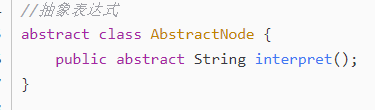 //抽象表达式
abstract class AbstractNode {
    public abstract String interpret();
}